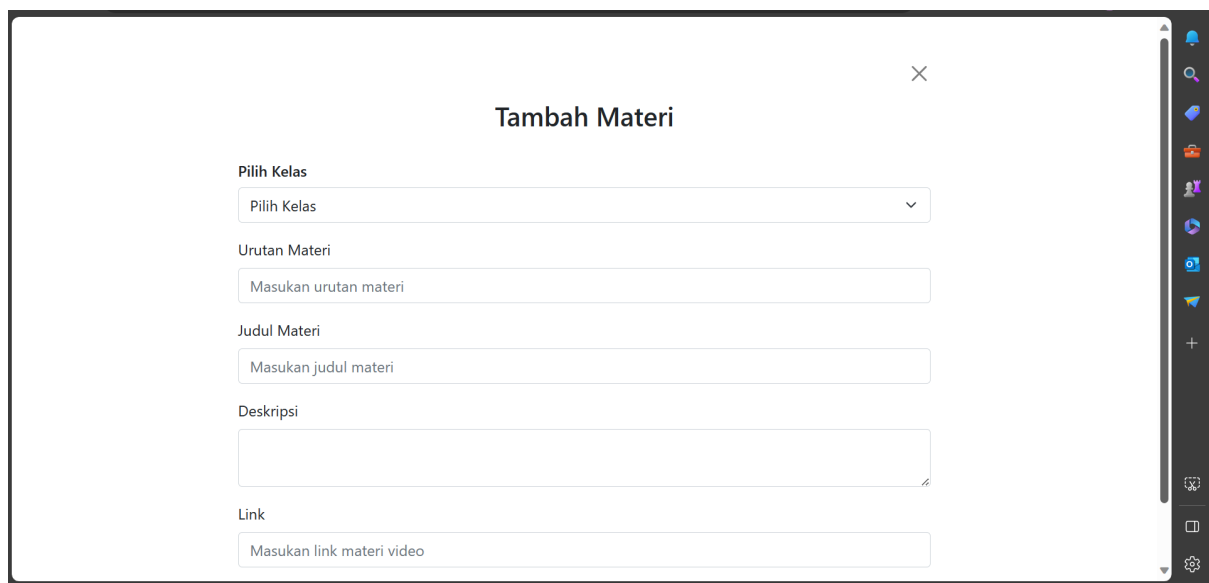 Tambah Materi
Pilih Kelas
Pilih Kelas
Urutan Materi
Masukan urutan materi
Judul Materi
Masukan judul materi
Deskripsi
Link
Masukan link materi video